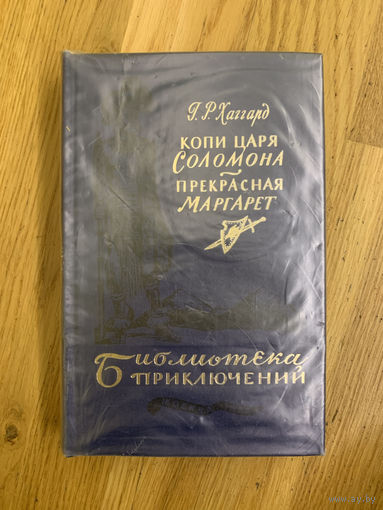 Г. Р. Хаггард
КОПИ ЦАРЯ
СОЛОМОНА
ПРЕКРАСНАЯ
МАРГАРЕТ
БИБЛИОТЕКА
ПРИКЛЮЧЕНИЙ